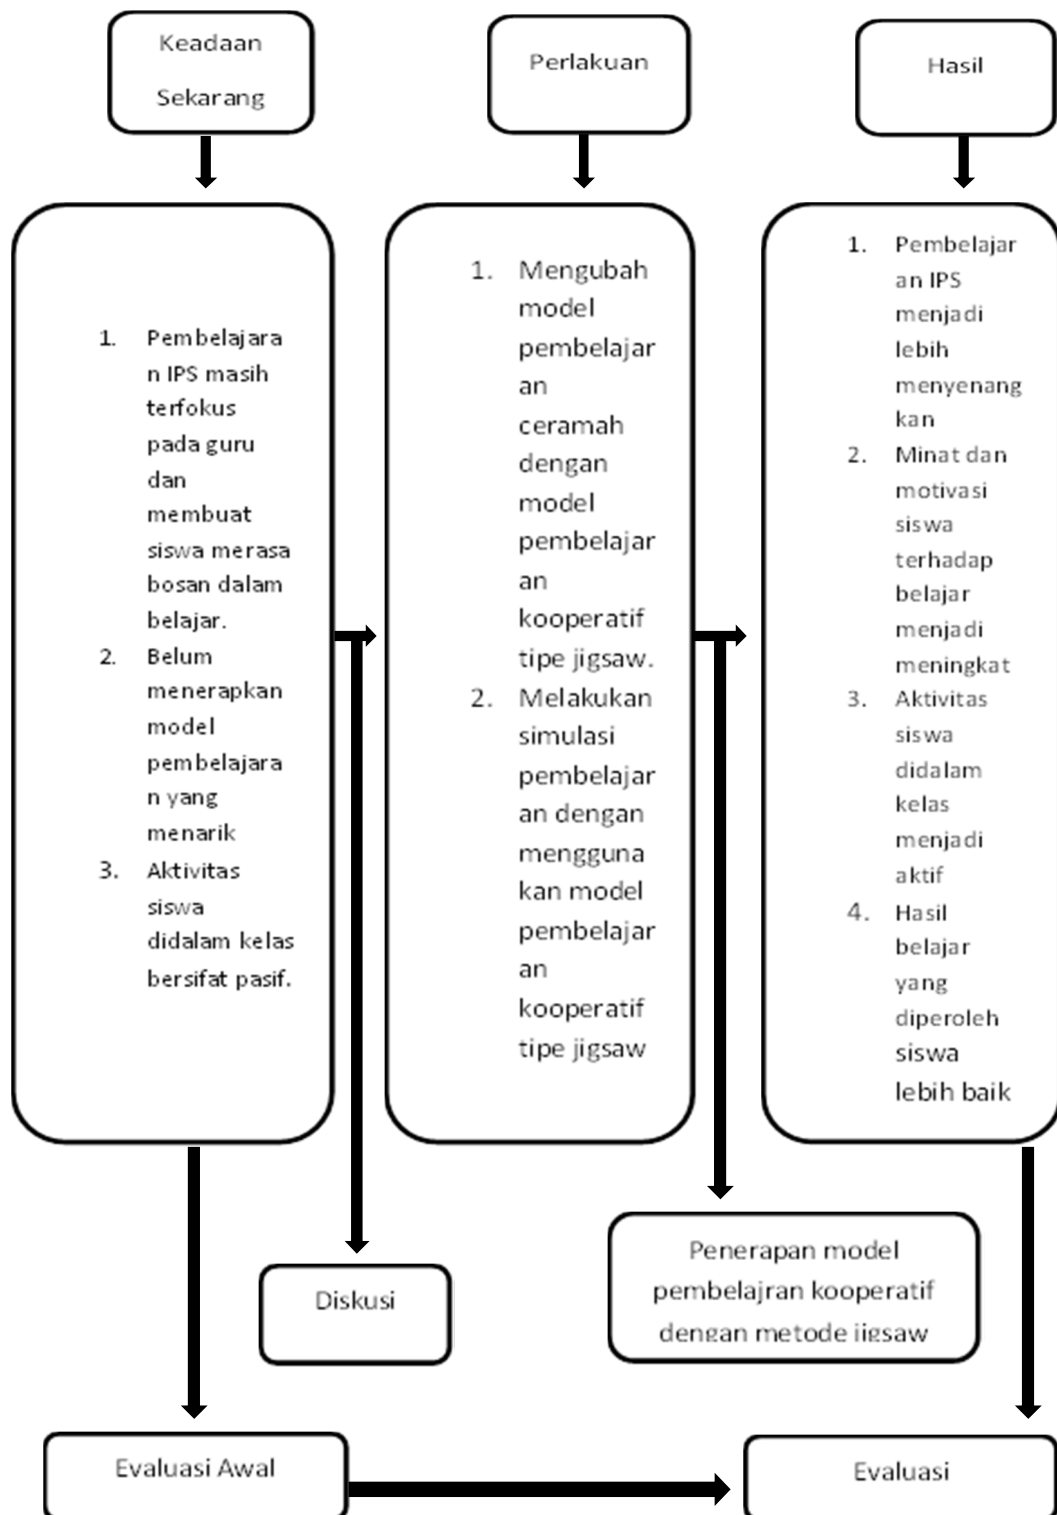 Keadaan
Sekarang
Perlakuan
Hasil
1. Pembelajara
n IPS masih
terfokus
pada guru
dan
membuat
siswa merasa
bosan dalam
belajar.
2. Belum
menerapkan
model
pembelajara
n yang
menarik
3. Aktivitas
siswa
didalam kelas
bersifat pasif.
1. Mengubah
model
pembelajar
an
ceramah
dengan
model
pembelajar
an
kooperatif
tipe jigsaw.
2. Melakukan
simulasi
pembelajar
an dengan
mengguna
kan model
pembelajar
an
kooperatif
tipe jigsaw
1. Pembelajar
an IPS
menjadi
lebih
menyenang
kan
2. Minat dan
motivasi
siswa
terhadap
belajar
menjadi
meningkat
3. Aktivitas
siswa
didalam
kelas
menjadi
aktif
4. Hasil
belajar
yang
diperoleh
siswa
lebih baik
Diskusi
Penerapan model
pembelajran kooperatif
dengan metode jigsaw
Evaluasi Awal
Evaluasi